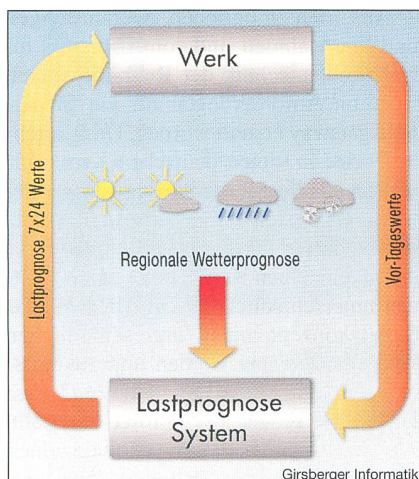 Werk
Lastprognose 7x24 Werte
Vor-Tageswerte
Regionale Wetterprognose
Lastprognose
System
Girsberger Informatik